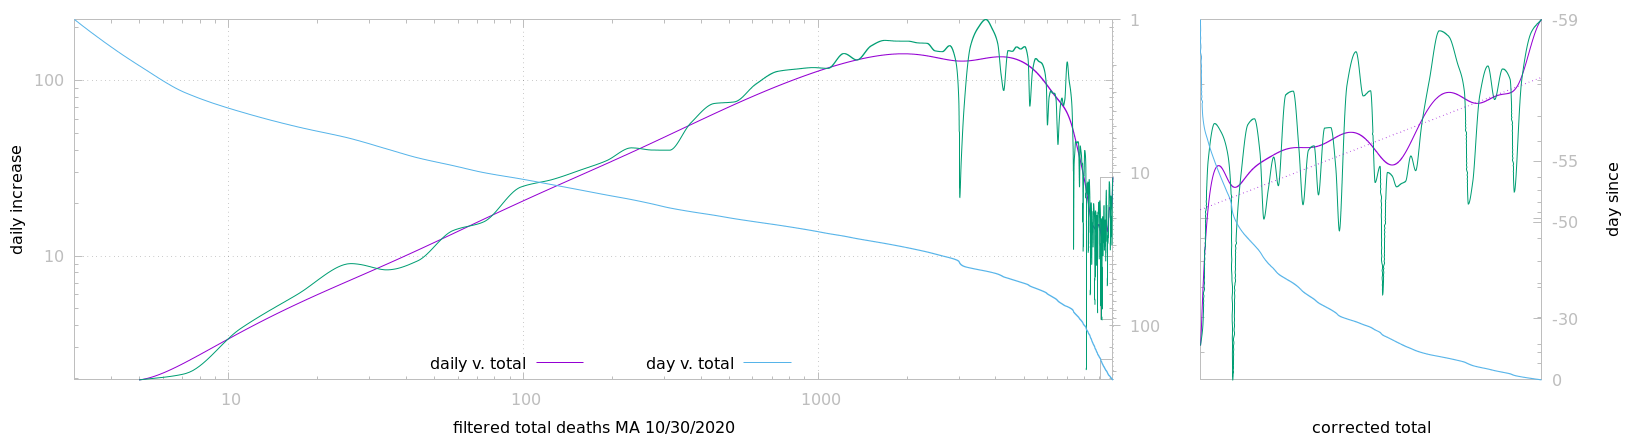 daily increase
100
10
10
100
1000
1
10
100
daily v. total
day v. total
filtered total deaths MA 10/30/2020
-59
-55
-50
-30
0
day since
corrected total